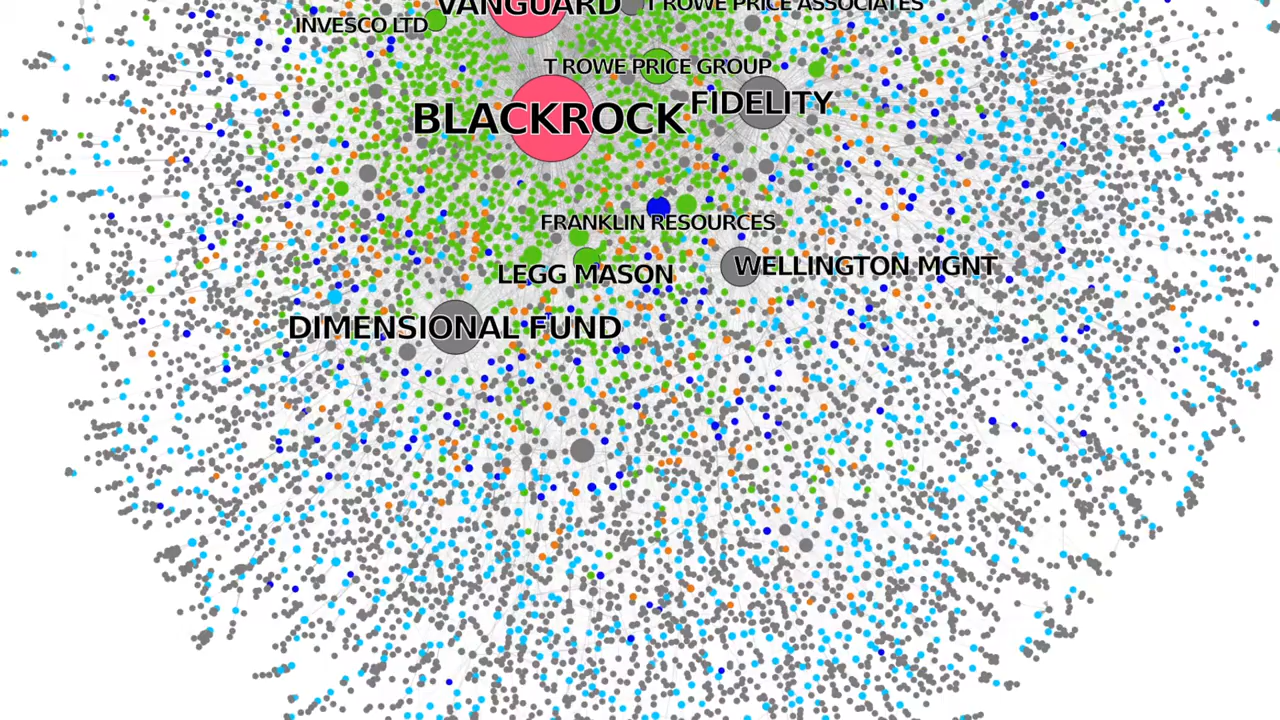 VANGUARD
T ROWE PRICE ASSOCIATES
INVESCO LTD
T ROWE PRICE GROUP
BLACKROCK
FIDELITY
FRANKLIN RESOURCES
LEGG MASON
WELLINGTON MGNT
DIMENSIONAL FUND